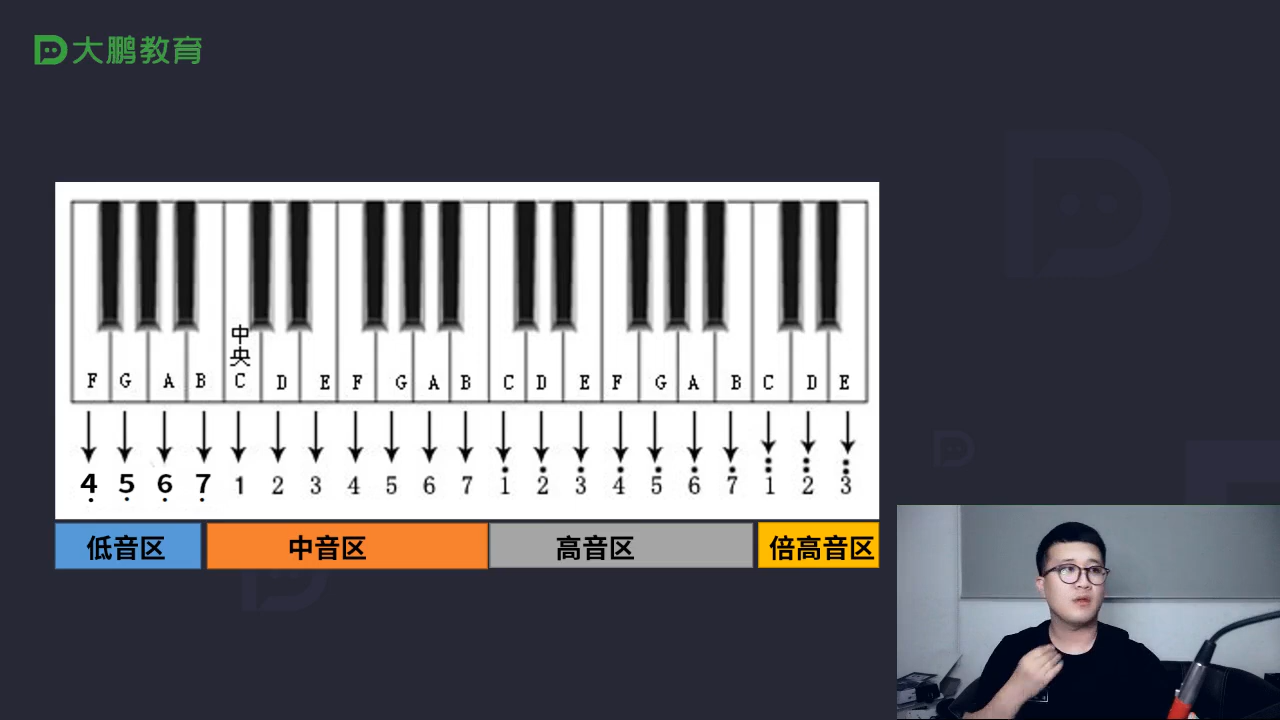 大鹏教育
中
央
F G A B C D E F G A B C D E F G A B C D E
4̣ 5̣ 6̣ 7̣ 1 2 3 4 5 6 7 1̇ 2̇ 3̇ 4̇ 5̇ 6̇ 7̇ 1̈ 2̈ 3̈
低音区 中音区 高音区 倍高音区